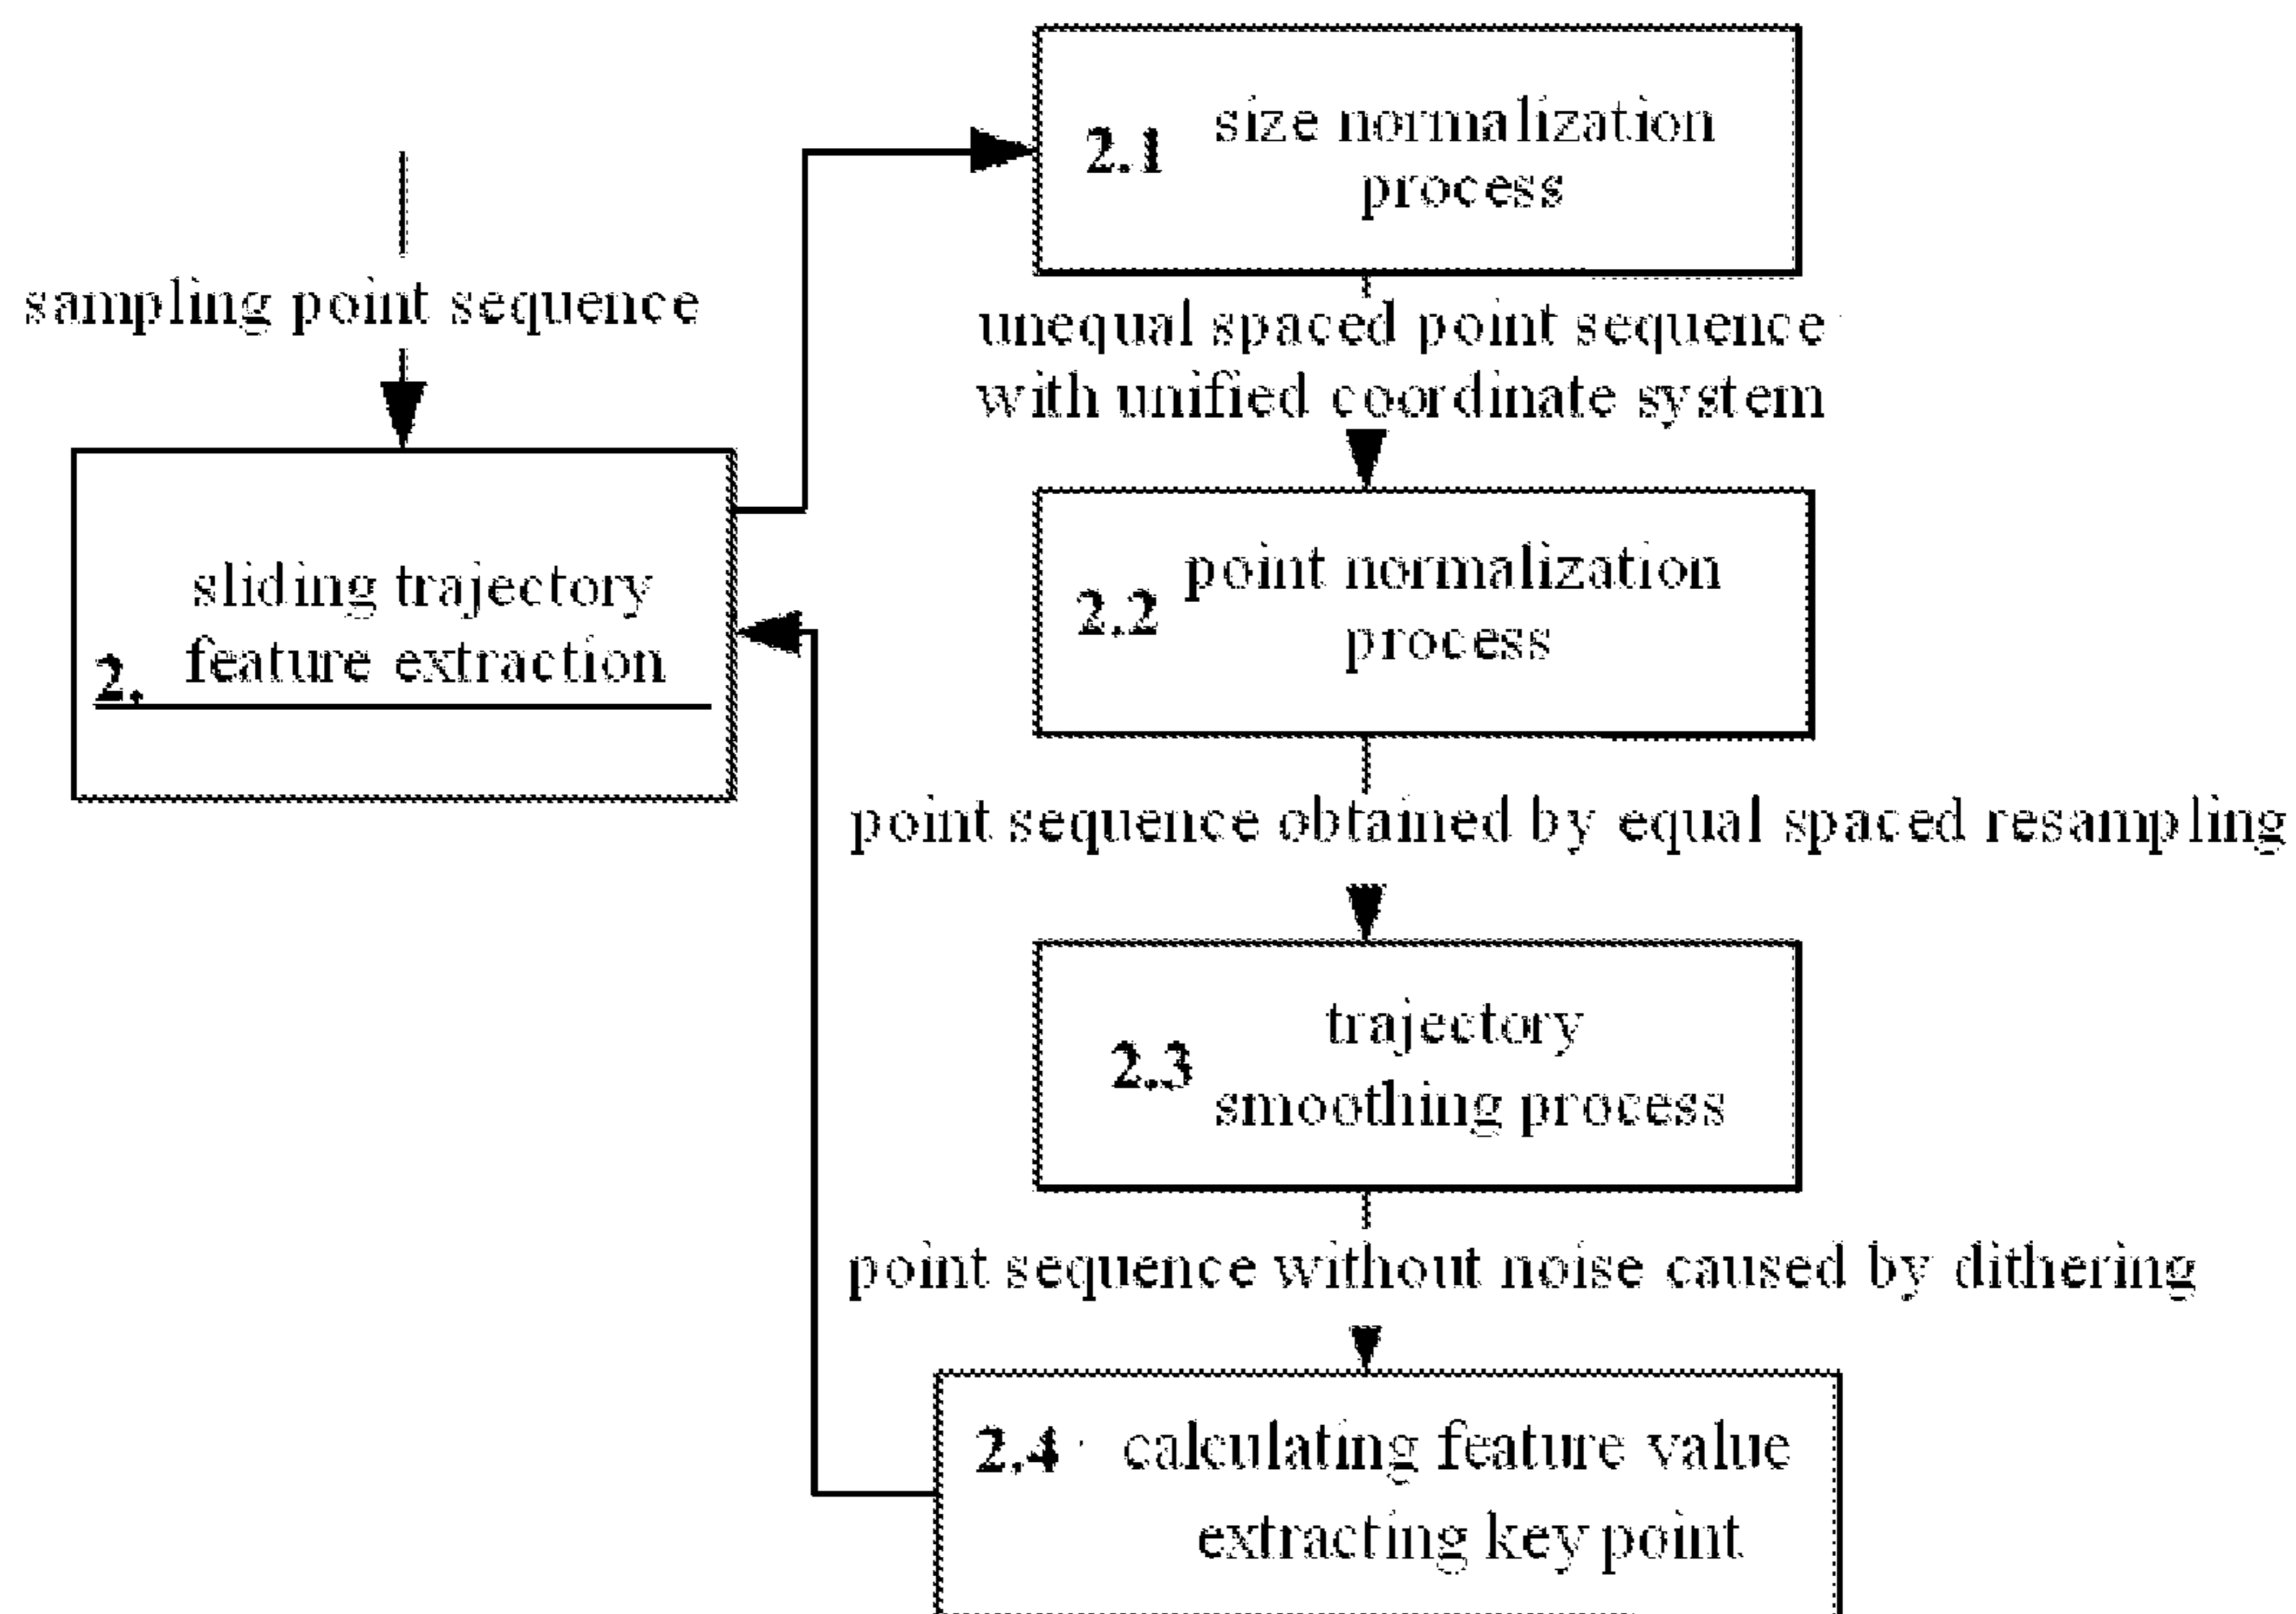 sampling point sequence
2. sliding trajectory
feature extraction
2.1 size normalization
process
unequal spaced point sequence
with unified coordinate system
2.2 point normalization
process
point sequence obtained by equal spaced resampling
2.3 trajectory
smoothing process
point sequence without noise caused by dithering
2.4 calculating feature value
extracting key point